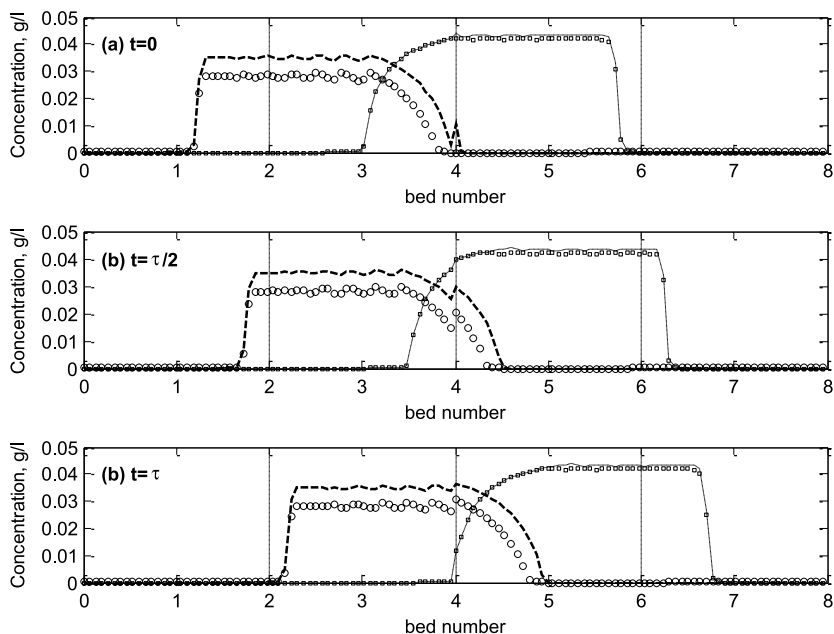 0.05
0.04
0.03
0.02
0.01
0
Concentration, g/l
(a) t=0
0 1 2 3 4 5 6 7 8
bed number
0.05
0.04
0.03
0.02
0.01
0
Concentration, g/l
(b) t= τ/2
0 1 2 3 4 5 6 7 8
bed number
0.05
0.04
0.03
0.02
0.01
0
Concentration, g/l
(b) t= τ
0 1 2 3 4 5 6 7 8
bed number